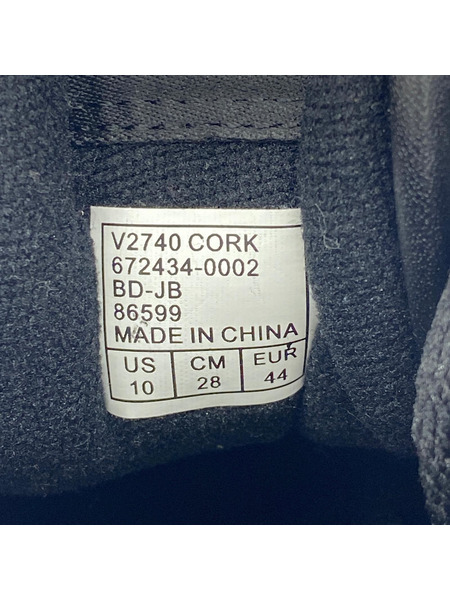 V2740 CORK
672434-0002
BD-JB
86599
MADE IN CHINA
US CM EUR
10 28 44